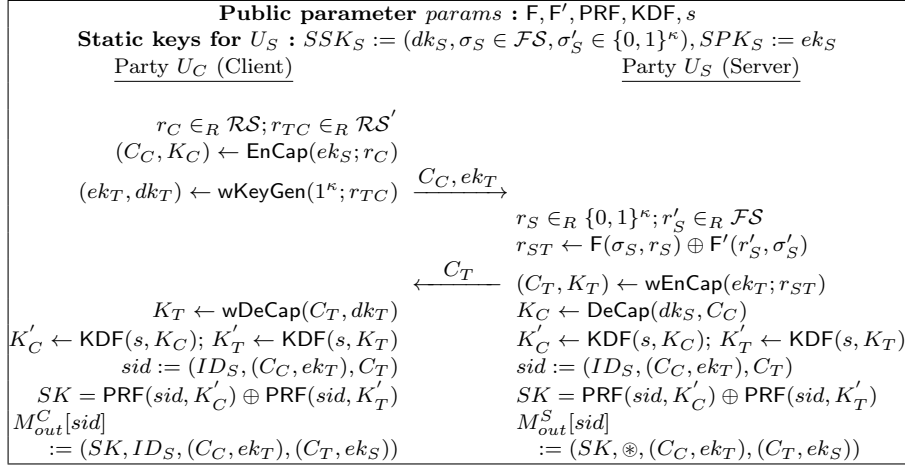 Public parameter params : F, F', PRF, KDF, s
Static keys for U_S : SSK_S := (dk_S, σ_S ∈ FS, σ'_S ∈ {0, 1}^κ), SPK_S := ek_S
Party U_C (Client) Party U_S (Server)
r_C ∈_R RS; r_TC ∈_R RS'
(C_C, K_C) ← EnCap(ek_S; r_C)
(ek_T, dk_T) ← wKeyGen(1^κ; r_TC) C_C, ek_T →
r_S ∈_R {0, 1}^κ; r'_S ∈_R FS
r_ST ← F(σ_S, r_S) ⊕ F'(r'_S, σ'_S)
← C_T (C_T, K_T) ← wEnCap(ek_T; r_ST)
K_T ← wDeCap(C_T, dk_T) K_C ← DeCap(dk_S, C_C)
K'_C ← KDF(s, K_C); K'_T ← KDF(s, K_T) K'_C ← KDF(s, K_C); K'_T ← KDF(s, K_T)
sid := (ID_S, (C_C, ek_T), C_T) sid := (ID_S, (C_C, ek_T), C_T)
SK = PRF(sid, K'_C) ⊕ PRF(sid, K'_T) SK = PRF(sid, K'_C) ⊕ PRF(sid, K'_T)
M^C_out[sid] M^S_out[sid]
:= (SK, ID_S, (C_C, ek_T), (C_T, ek_S)) := (SK, ⊛, (C_C, ek_T), (C_T, ek_S))